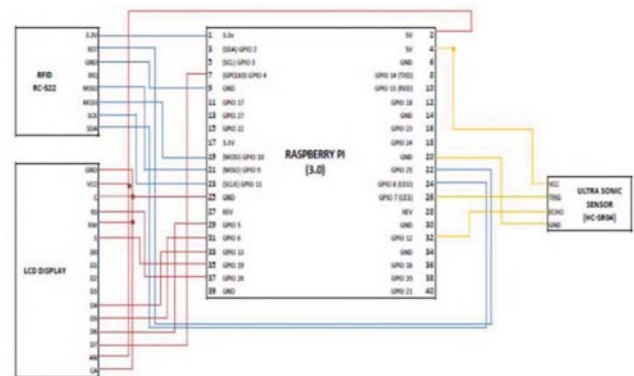 RFID
RC-522
3.3V
RST
GND
IRQ
MISO
MOSI
SCK
SDA
LCD DISPLAY
GND
VCC
C
RS
RW
E
D0
D1
D2
D3
D4
D5
D6
D7
AN
CA
RASPBERRY PI
(3.0)
1 3.3v
3 (SDA) GPIO 2
5 (SCL) GPIO 3
7 (GPCLK0) GPIO 4
9 GND
11 GPIO 17
13 GPIO 27
15 GPIO 22
17 3.3V
19 (MOSI) GPIO 10
21 (MISO) GPIO 9
23 (SCLK) GPIO 11
25 GND
27 REV
29 GPIO 5
31 GPIO 6
33 GPIO 13
35 GPIO 19
37 GPIO 26
39 GND
5V 2
5V 4
GND 6
GPIO 14 (TXD) 8
GPIO 15 (RXD) 10
GPIO 18 12
GND 14
GPIO 23 16
GPIO 24 18
GND 20
GPIO 25 22
GPIO 8 (CE0) 24
GPIO 7 (CE1) 26
REV 28
GND 30
GPIO 12 32
GND 34
GPIO 16 36
GPIO 20 38
GPIO 21 40
VCC
TRIG
ECHO
GND
ULTRA SONIC
SENSOR
(HC-SR04)